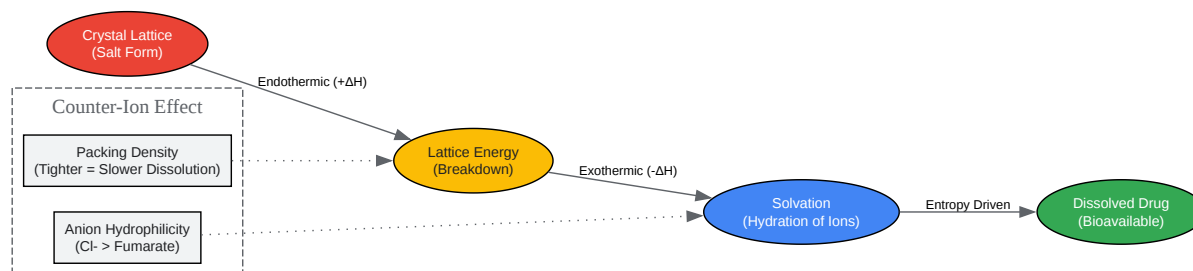 Crystal Lattice
(Salt Form)
Endothermic (+ΔH)
Counter-Ion Effect
Packing Density
(Tighter = Slower Dissolution)
Lattice Energy
(Breakdown)
Exothermic (-ΔH)
Anion Hydrophilicity
(Cl- > Fumarate)
Solvation
(Hydration of Ions)
Entropy Driven
Dissolved Drug
(Bioavailable)